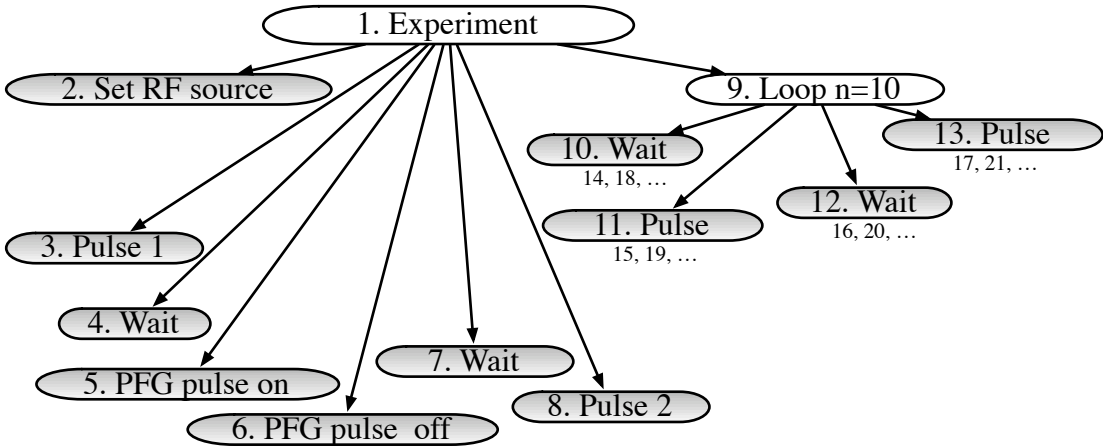 1. Experiment
2. Set RF source
3. Pulse 1
4. Wait
5. PFG pulse on
6. PFG pulse  off
7. Wait
8. Pulse 2
9. Loop n=10
10. Wait
14, 18, …
11. Pulse
15, 19, …
12. Wait
16, 20, …
13. Pulse
17, 21, …